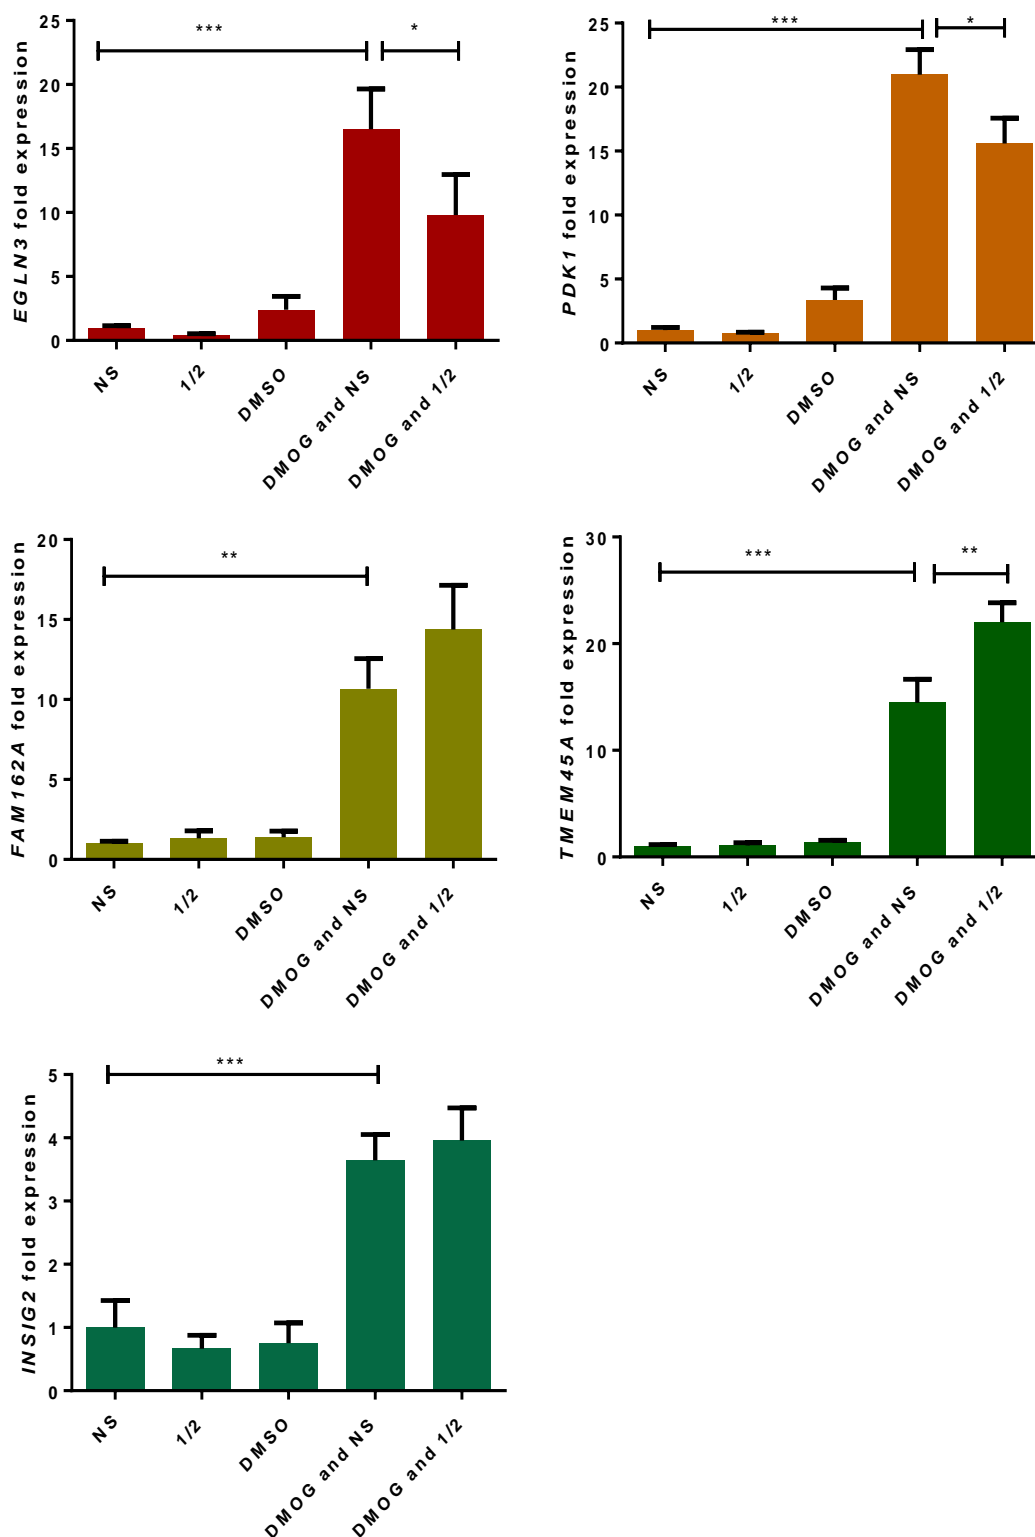 EGLN3 fold expression
25
20
15
10
5
0
***
*
NS
1/2
DMSO
DMOG and NS
DMOG and 1/2
PDK1 fold expression
25
20
15
10
5
0
***
*
NS
1/2
DMSO
DMOG and NS
DMOG and 1/2
FAM162A fold expression
20
15
10
5
0
**
NS
1/2
DMSO
DMOG and NS
DMOG and 1/2
TMEM45A fold expression
30
20
10
0
***
**
NS
1/2
DMSO
DMOG and NS
DMOG and 1/2
INSIG2 fold expression
5
4
3
2
1
0
***
NS
1/2
DMSO
DMOG and NS
DMOG and 1/2